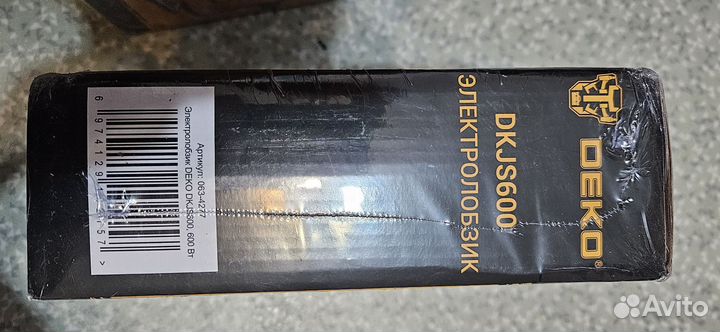 DEKO®
DKJS600
ЭЛЕКТРОЛОБЗИК
Артикул: 063-4277
Электролобзик DEKO DKJS600, 600 Вт
Avito